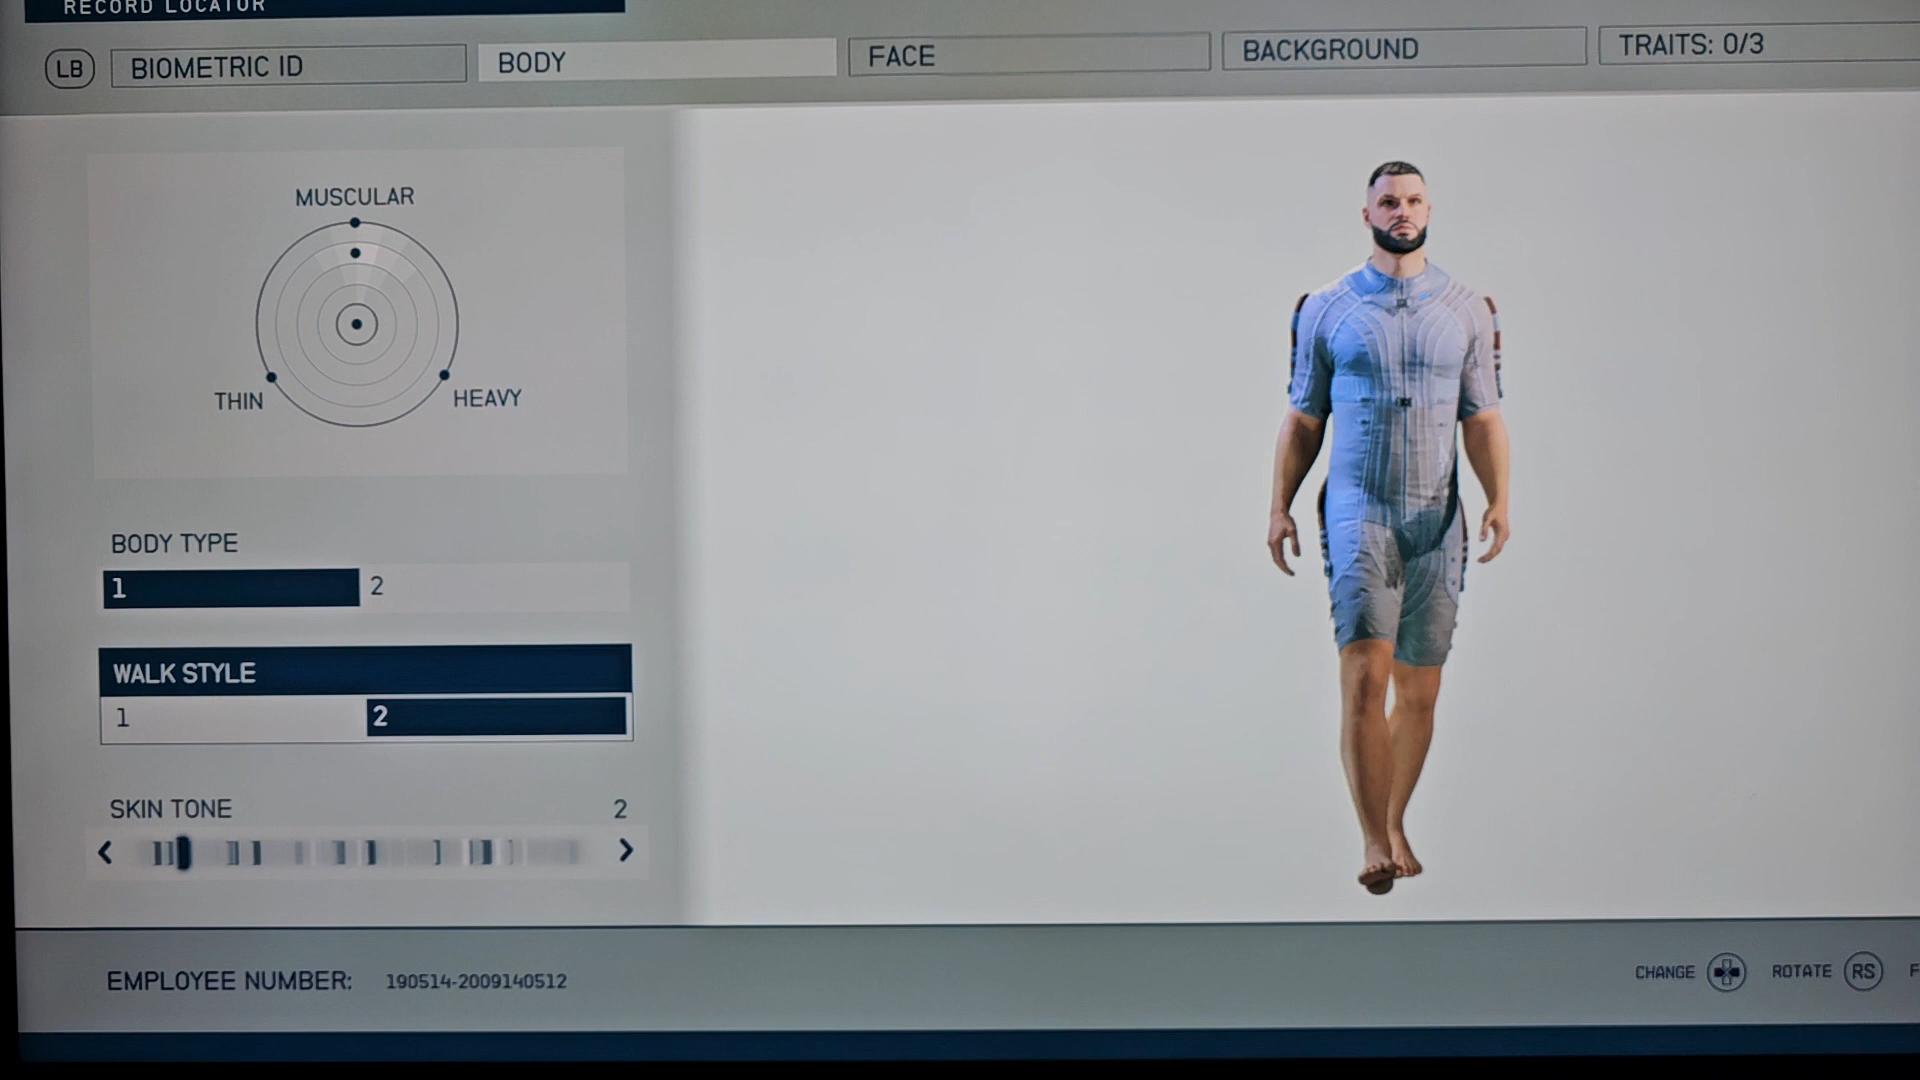 RECORD LOCATOR
LB BIOMETRIC ID BODY FACE BACKGROUND TRAITS: 0/3
MUSCULAR
THIN HEAVY
BODY TYPE
1 2
WALK STYLE
1 2
SKIN TONE 2
EMPLOYEE NUMBER: 190514-2009140512
CHANGE ROTATE RS F